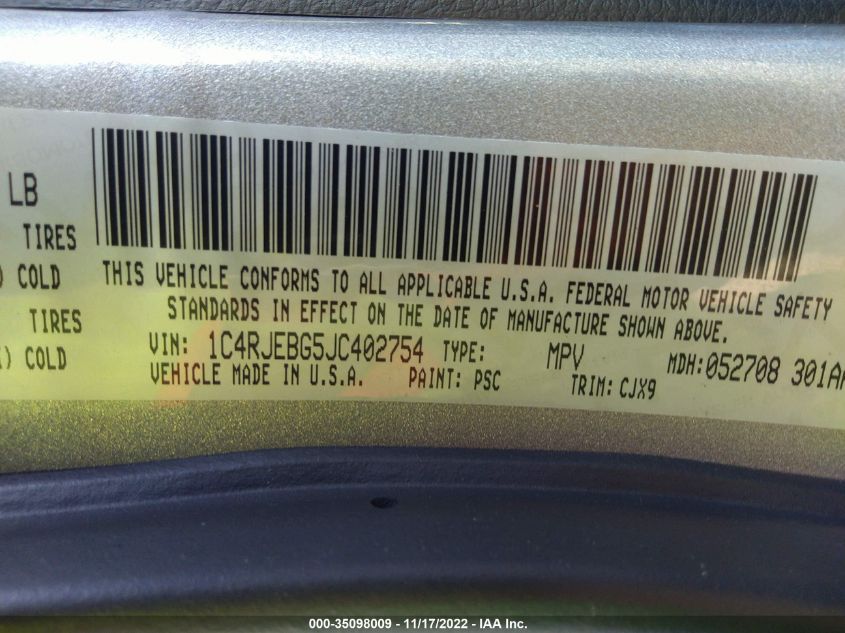 LB
TIRES
) COLD
TIRES
) COLD
THIS VEHICLE CONFORMS TO ALL APPLICABLE U.S.A. FEDERAL MOTOR VEHICLE SAFETY
STANDARDS IN EFFECT ON THE DATE OF MANUFACTURE SHOWN ABOVE.
VIN: 1C4RJEBG5JC402754 TYPE: MPV MDH:052708 301A
VEHICLE MADE IN U.S.A. PAINT: PSC TRIM: CJX9
000-35098009 - 11/17/2022 - IAA Inc.